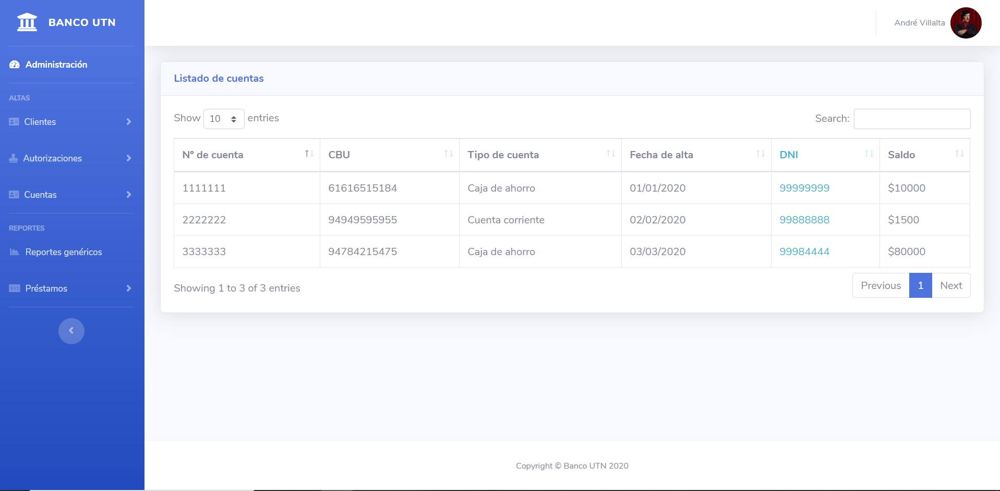 BANCO UTN
Administración
ALTAS
Clientes
Autorizaciones
Cuentas
REPORTES
Reportes genéricos
Préstamos
André Villalta
Listado de cuentas
Show 10 entries
Search:
Nº de cuenta CBU Tipo de cuenta Fecha de alta DNI Saldo
1111111 61616515184 Caja de ahorro 01/01/2020 99999999 $10000
2222222 94949595955 Cuenta corriente 02/02/2020 99888888 $1500
3333333 94784215475 Caja de ahorro 03/03/2020 99984444 $80000
Showing 1 to 3 of 3 entries
Previous 1 Next
Copyright © Banco UTN 2020